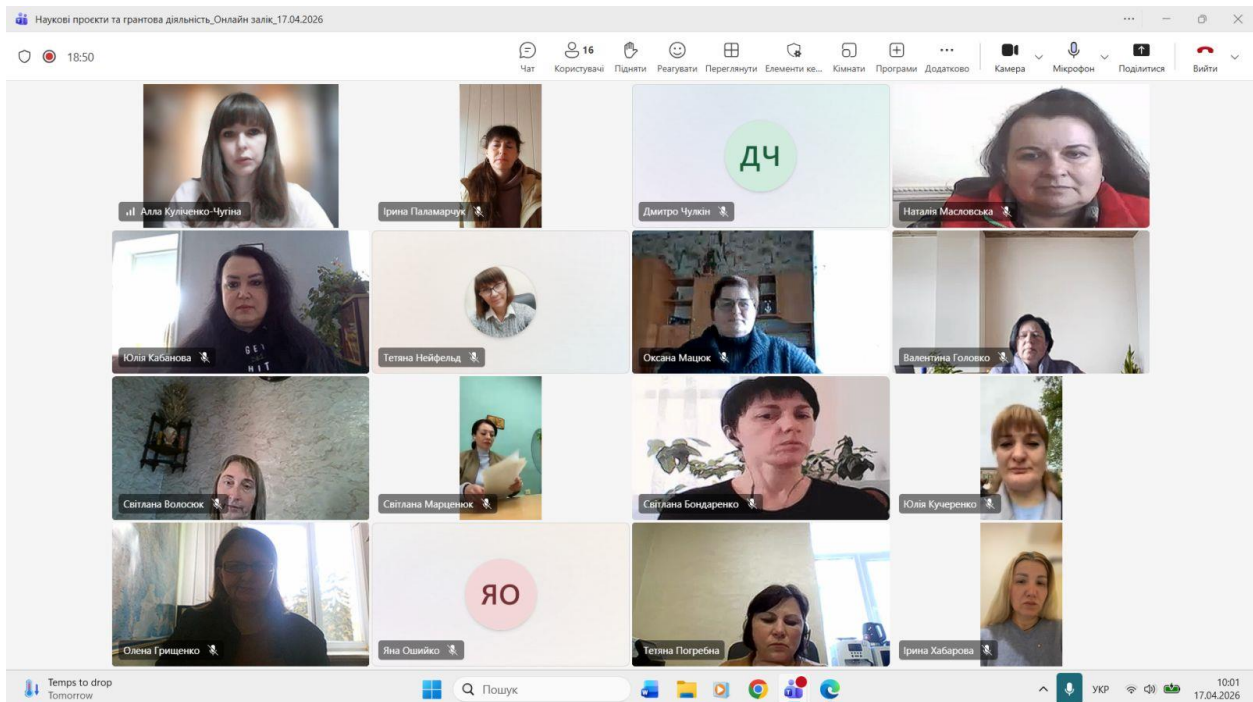 Наукові проєкти та грантова діяльність_Онлайн залік_17.04.2026
18:50
Чат
16
Користувачі
Підняти
Реагувати
Переглянути
Елементи ке...
Кімнати
Програми
Додатково
Камера
Мікрофон
Поділитися
Вийти
Алла Куліченко-Чугіна
Ірина Паламарчук
ДЧ
Дмитро Чулкін
Наталія Масловська
Юлія Кабанова
GET
HIT
Тетяна Нейфельд
Оксана Мацюк
Валентина Головко
Світлана Волосюк
Світлана Марценюк
Світлана Бондаренко
Юлія Кучеренко
Олена Грищенко
ЯО
Яна Ошийко
Тетяна Погребна
Ірина Хабарова
Temps to drop
Tomorrow
Пошук
УКР
10:01
17.04.2026